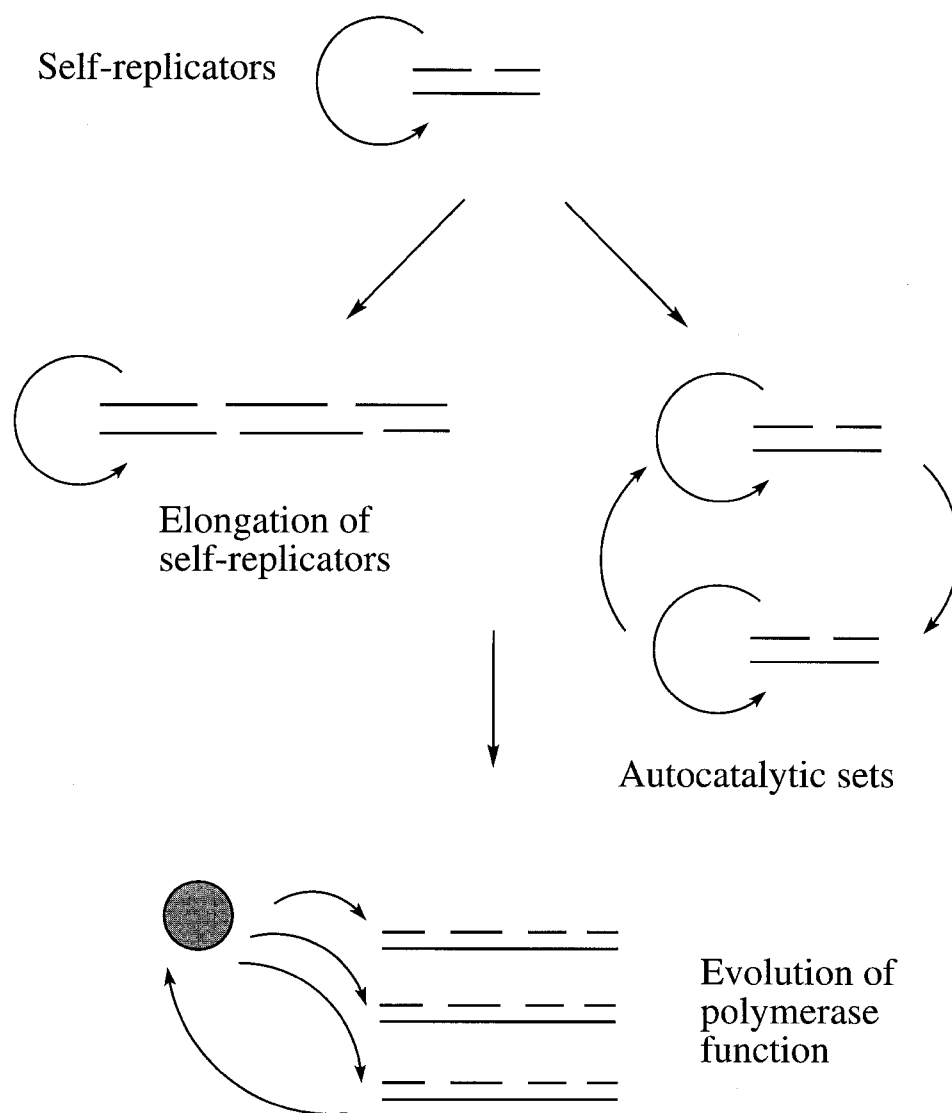 Self-replicators
Elongation of
self-replicators
Autocatalytic sets
Evolution of
polymerase
function